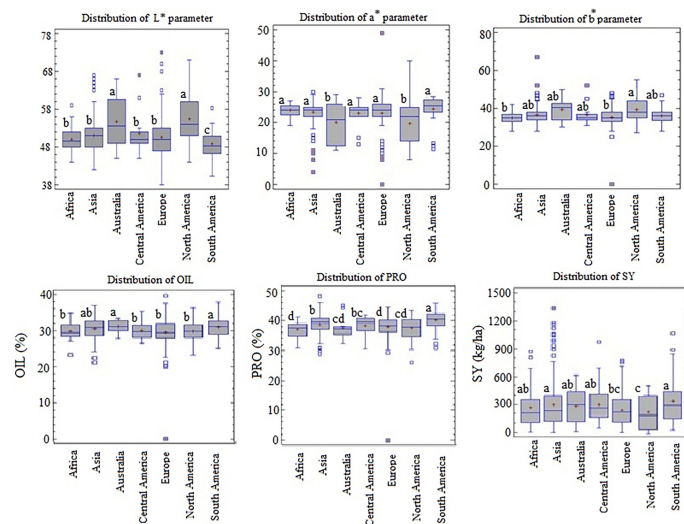 Distribution of L* parameter
78
68
58
48
38
b b a b b a c
Africa
Asia
Australia
Central America
Europe
North America
South America
Distribution of a* parameter
50
40
30
20
10
0
a a b a a b a
Africa
Asia
Australia
Central America
Europe
North America
South America
Distribution of b* parameter
80
60
40
20
0
b ab a ab b a ab
Africa
Asia
Australia
Central America
Europe
North America
South America
Distribution of OIL
OIL (%)
40
30
20
10
0
b ab a b b b a
Africa
Asia
Australia
Central America
Europe
North America
South America
Distribution of PRO
PRO (%)
50
40
30
20
10
0
d b cd bc d cd a
Africa
Asia
Australia
Central America
Europe
North America
South America
Distribution of SY
SY (kg/ha)
1500
1200
900
600
300
0
ab a ab ab bc c a
Africa
Asia
Australia
Central America
Europe
North America
South America